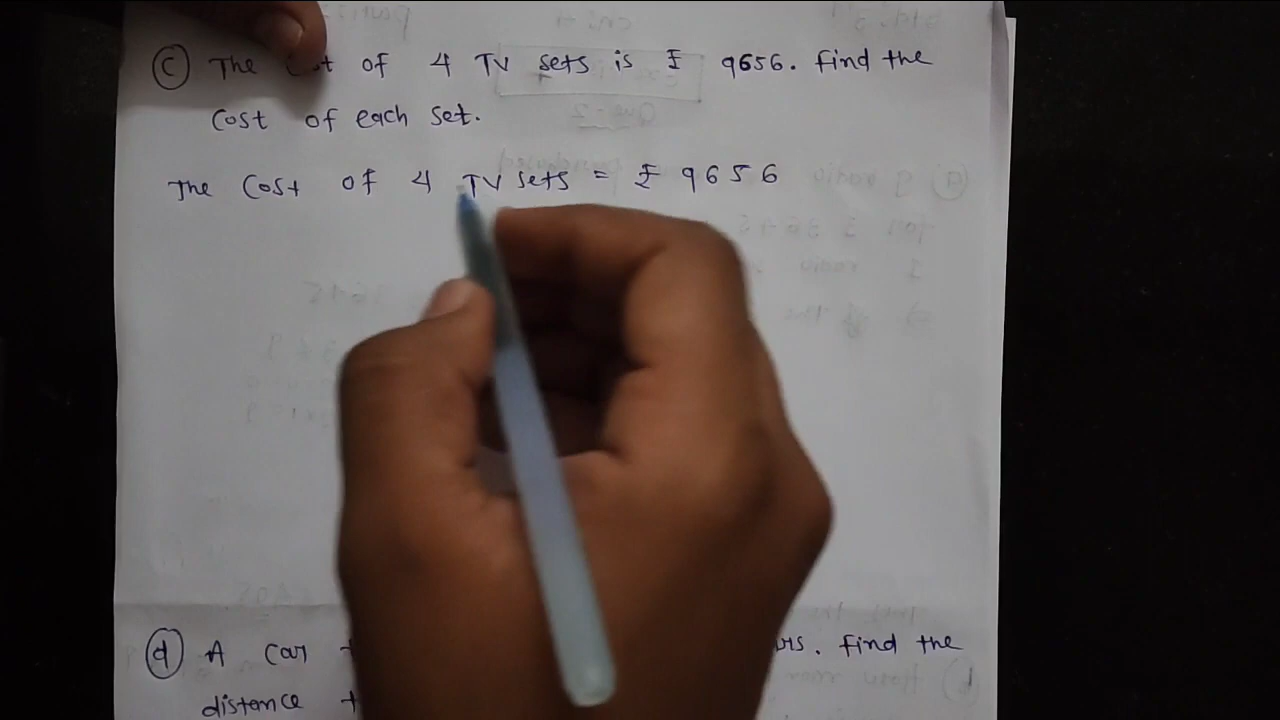 (c) The of 4 TV sets is ₹ 9656. Find the
cost of each set.
The cost of 4 TV sets = ₹ 9656
(d) A car . Find the
distance